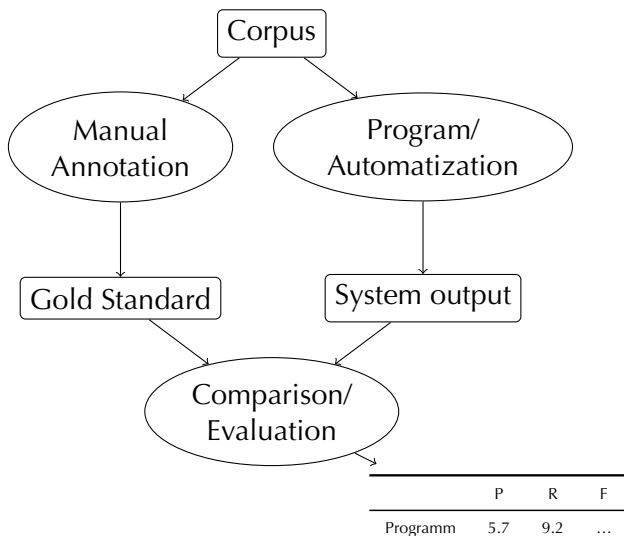 Corpus
Manual
Annotation
Program/
Automatization
Gold Standard
System output
Comparison/
Evaluation
P R F
Programm 5.7 9.2 …